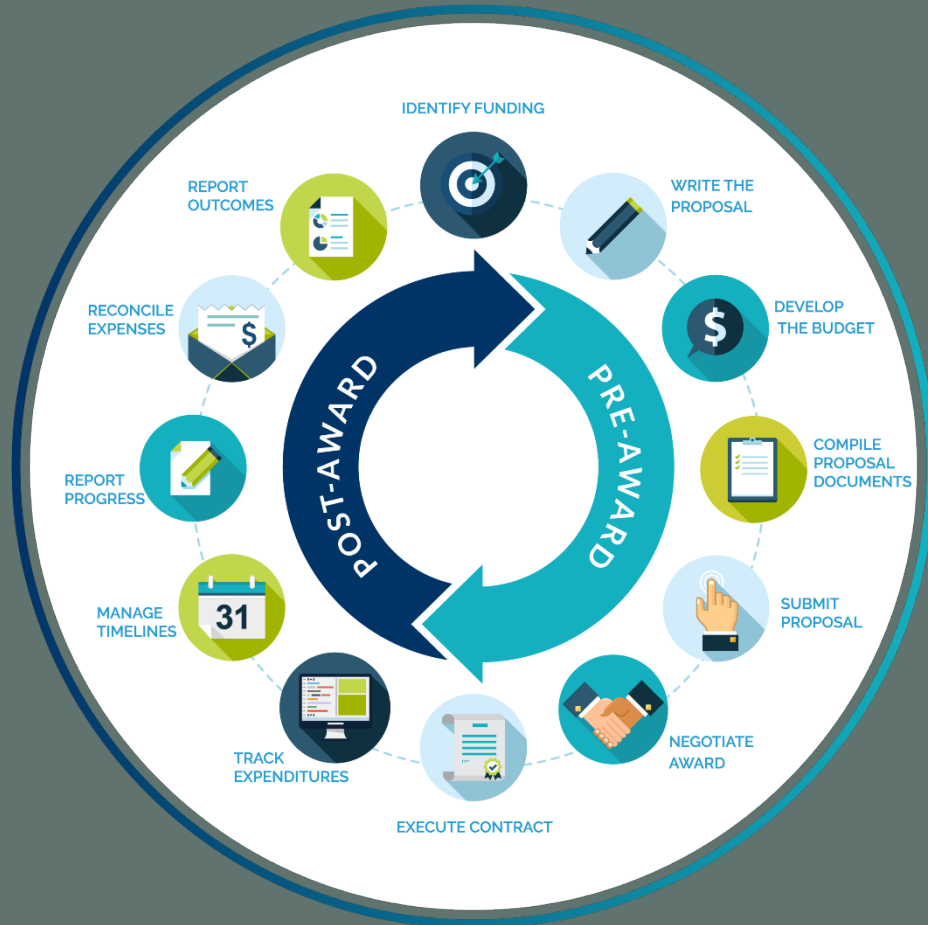 IDENTIFY FUNDING
WRITE THE
PROPOSAL
DEVELOP
THE BUDGET
$
COMPILE
PROPOSAL
DOCUMENTS
SUBMIT
PROPOSAL
NEGOTIATE
AWARD
EXECUTE CONTRACT
TRACK
EXPENDITURES
MANAGE
TIMELINES
31
REPORT
PROGRESS
RECONCILE
EXPENSES
$
REPORT
OUTCOMES
PRE-AWARD
POST-AWARD